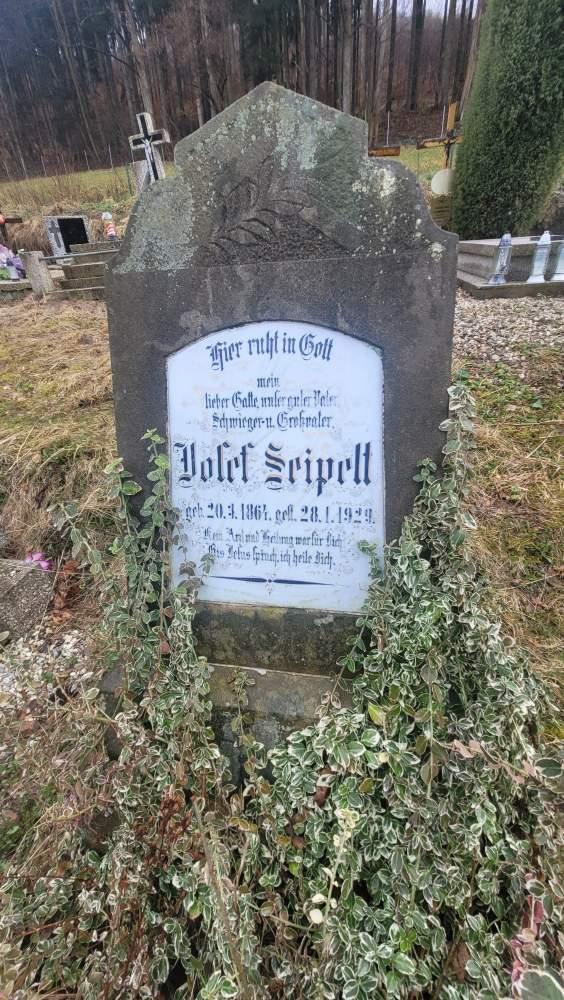 Hier ruht in Gott
mein
lieber Gatte, unser guter Vater
Schwieger- u. Großvater,
Josef Seipelt
geb. 20.3.1864, gest. 28.1.1929.
Kein Arzt und Heilung war für Dich
Bis Jesus sprach, ich heile Dich.